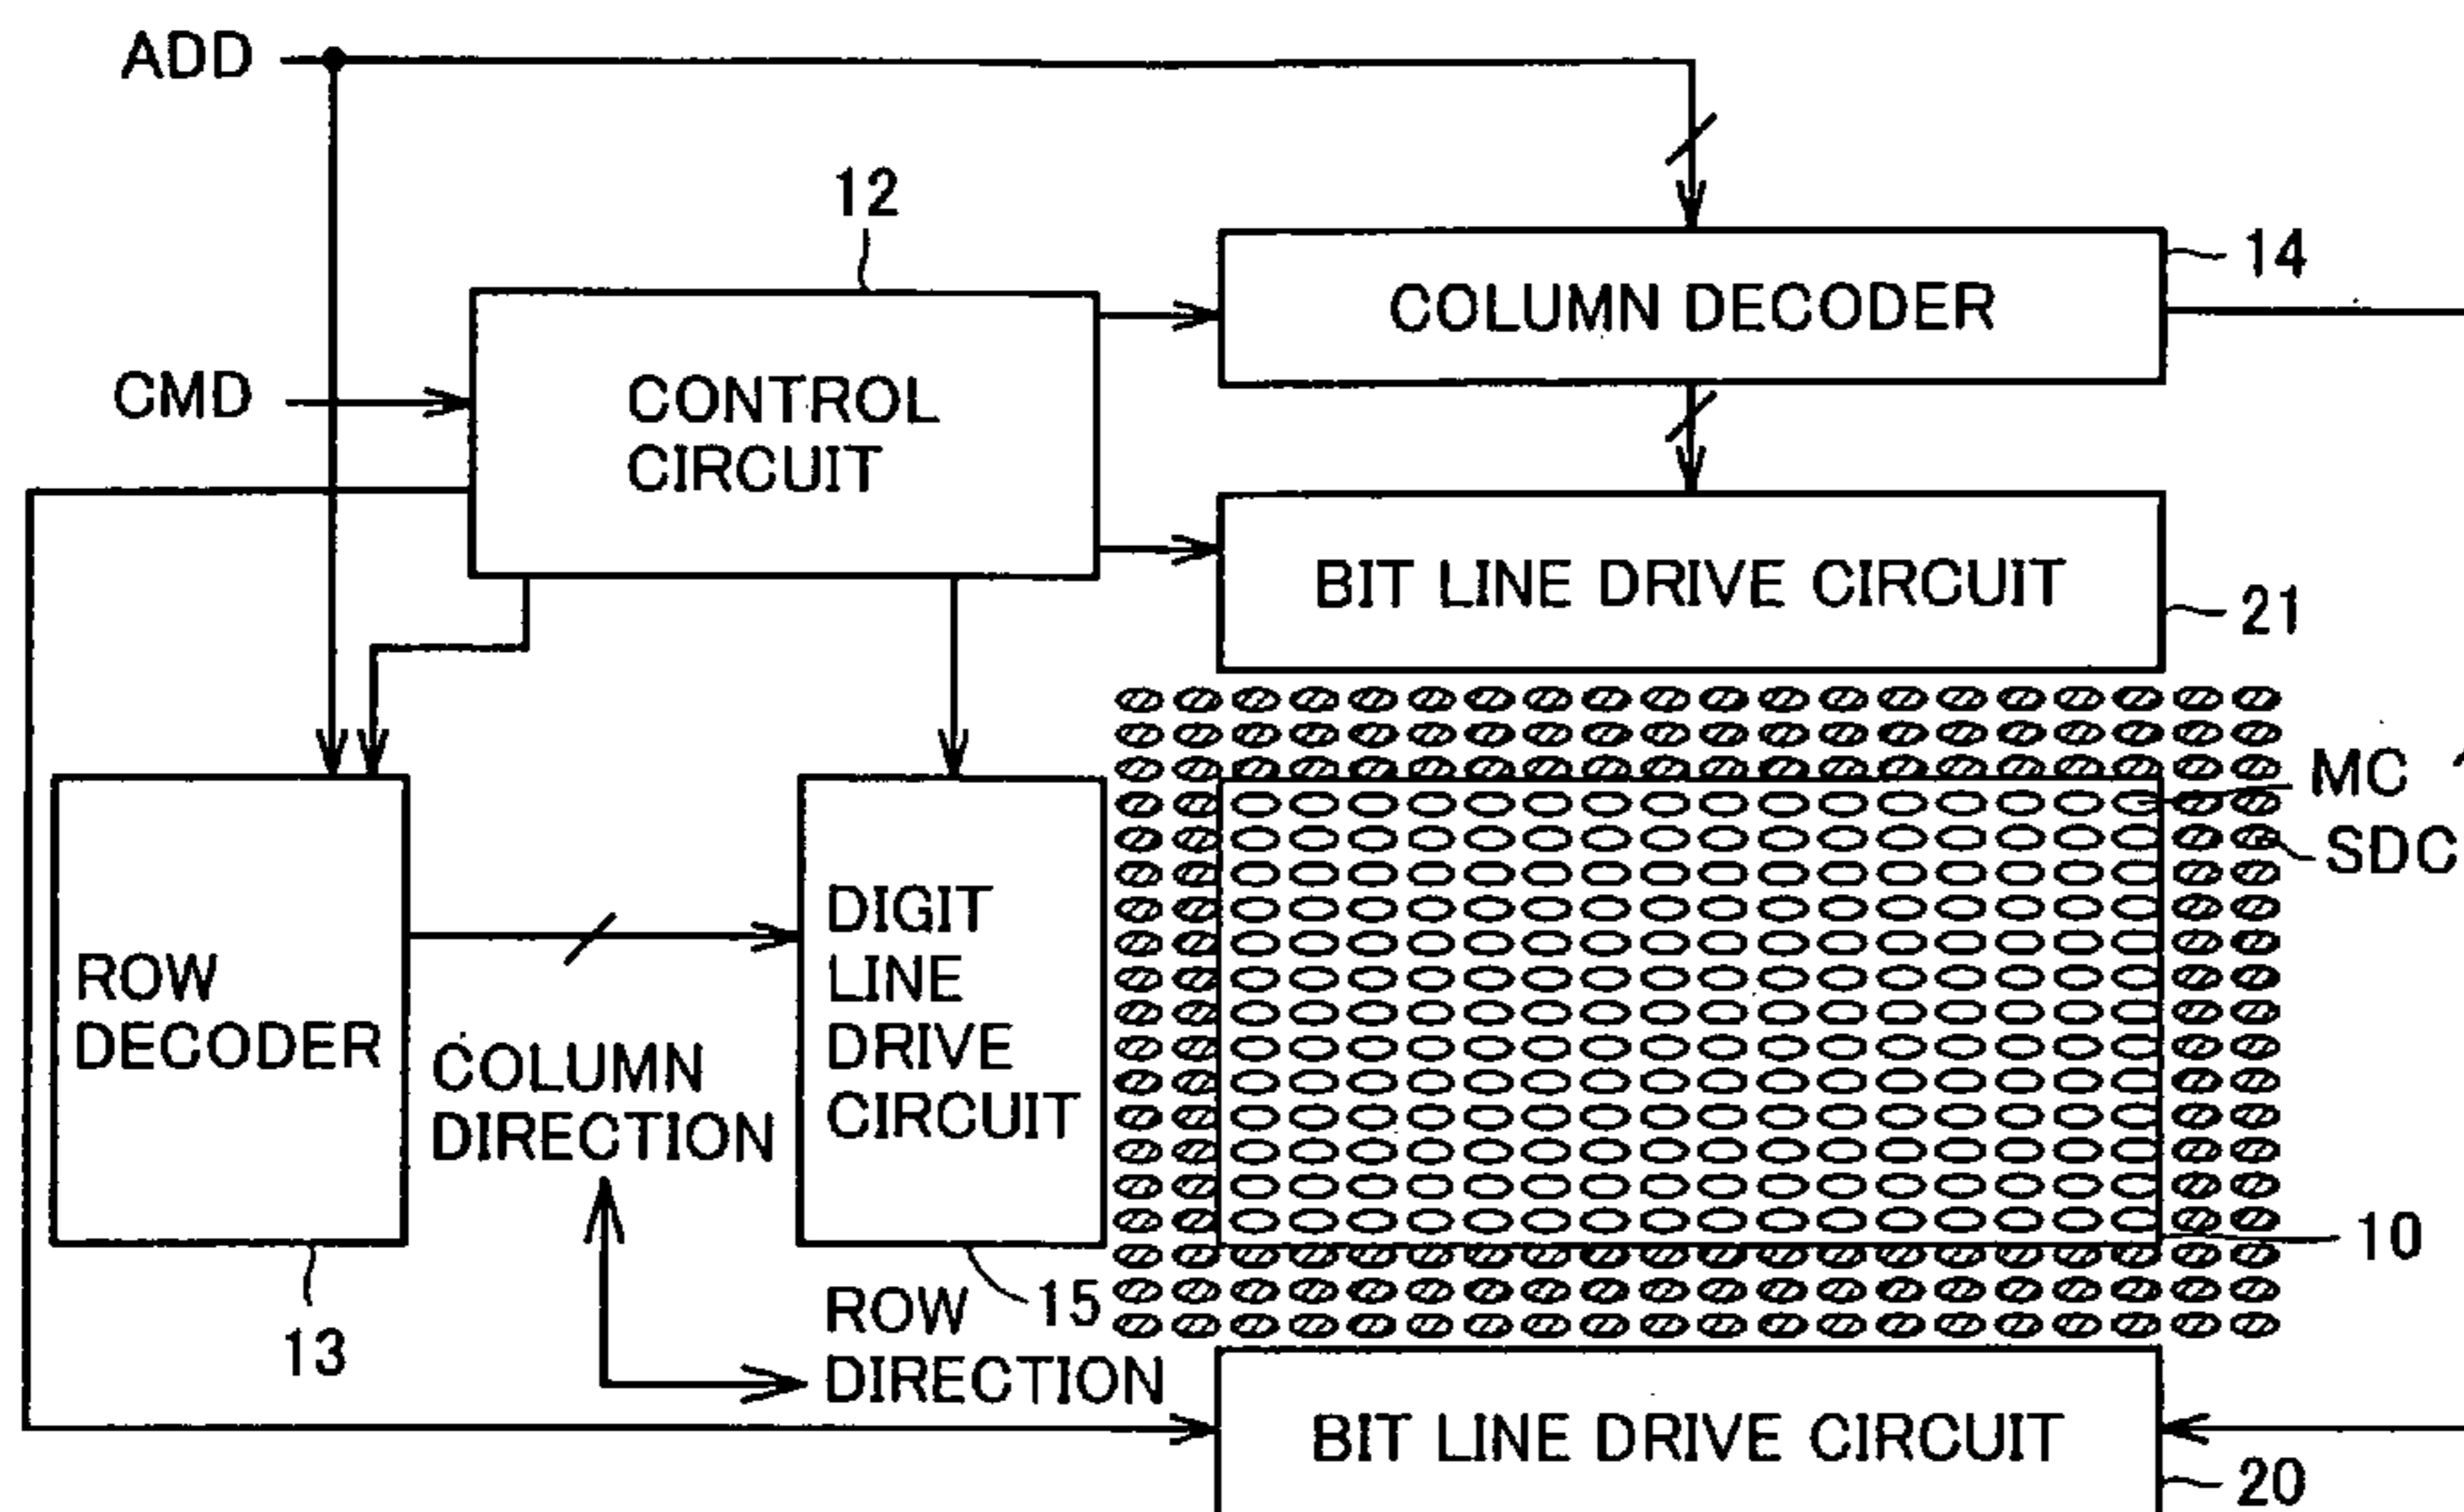 ADD
12
14
COLUMN DECODER
CMD
CONTROL
CIRCUIT
BIT LINE DRIVE CIRCUIT
21
MC
SDC
DIGIT
LINE
DRIVE
CIRCUIT
ROW
DECODER
COLUMN
DIRECTION
10
15
13
ROW
DIRECTION
BIT LINE DRIVE CIRCUIT
20